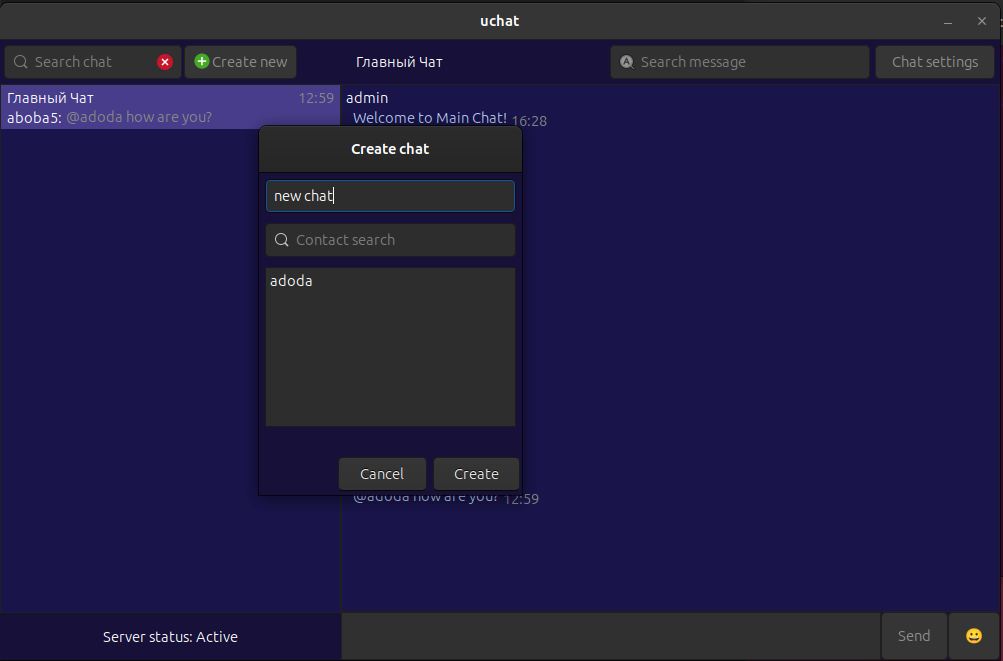 uchat
Search chat
Create new
Главный Чат
Search message
Chat settings
Главный Чат 12:59
aboba5: @adoda how are you?
admin
Welcome to Main Chat! 16:28
Create chat
new chat
Contact search
adoda
Cancel
Create
@adoda how are you? 12:59
Server status: Active
Send